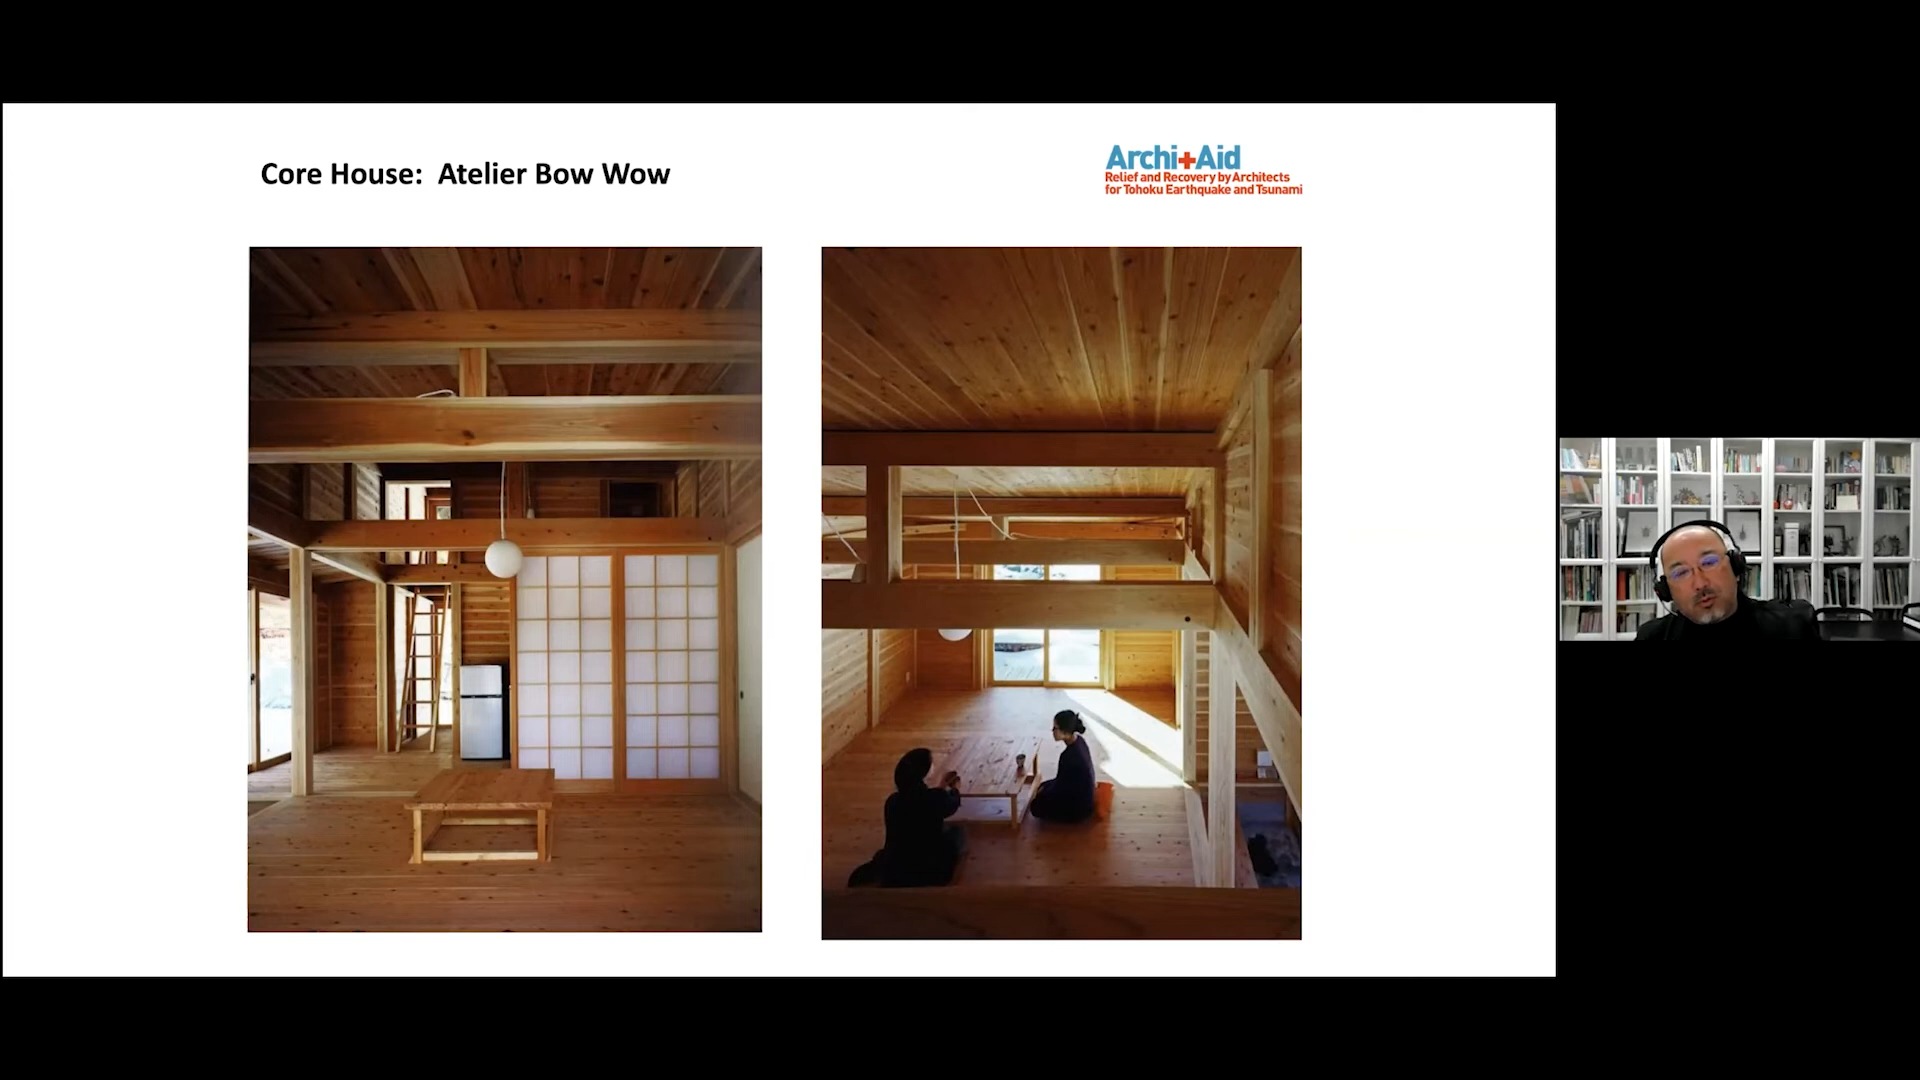 Core House:  Atelier Bow Wow
Archi+Aid
Relief and Recovery by Architects
for Tohoku Earthquake and Tsunami